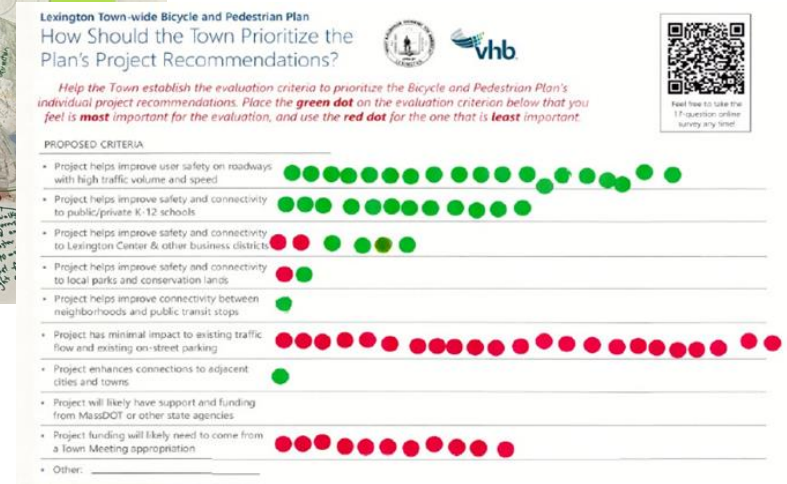 Lexington Town-wide Bicycle and Pedestrian Plan
How Should the Town Prioritize the
Plan's Project Recommendations?
vhb
Feel free to take the
17-question online
survey any time!
Help the Town establish the evaluation criteria to prioritize the Bicycle and Pedestrian Plan's
individual project recommendations. Place the green dot on the evaluation criterion below that you
feel is most important for the evaluation, and use the red dot for the one that is least important.
PROPOSED CRITERIA
• Project helps improve user safety on roadways
with high traffic volume and speed
• Project helps improve safety and connectivity
to public/private K-12 schools
• Project helps improve safety and connectivity
to Lexington Center & other business districts
• Project helps improve safety and connectivity
to local parks and conservation lands
• Project helps improve connectivity between
neighborhoods and public transit stops
• Project has minimal impact to existing traffic
flow and existing on-street parking
• Project enhances connections to adjacent
cities and towns
• Project will likely have support and funding
from MassDOT or other state agencies
• Project funding will likely need to come from
a Town Meeting appropriation
• Other: